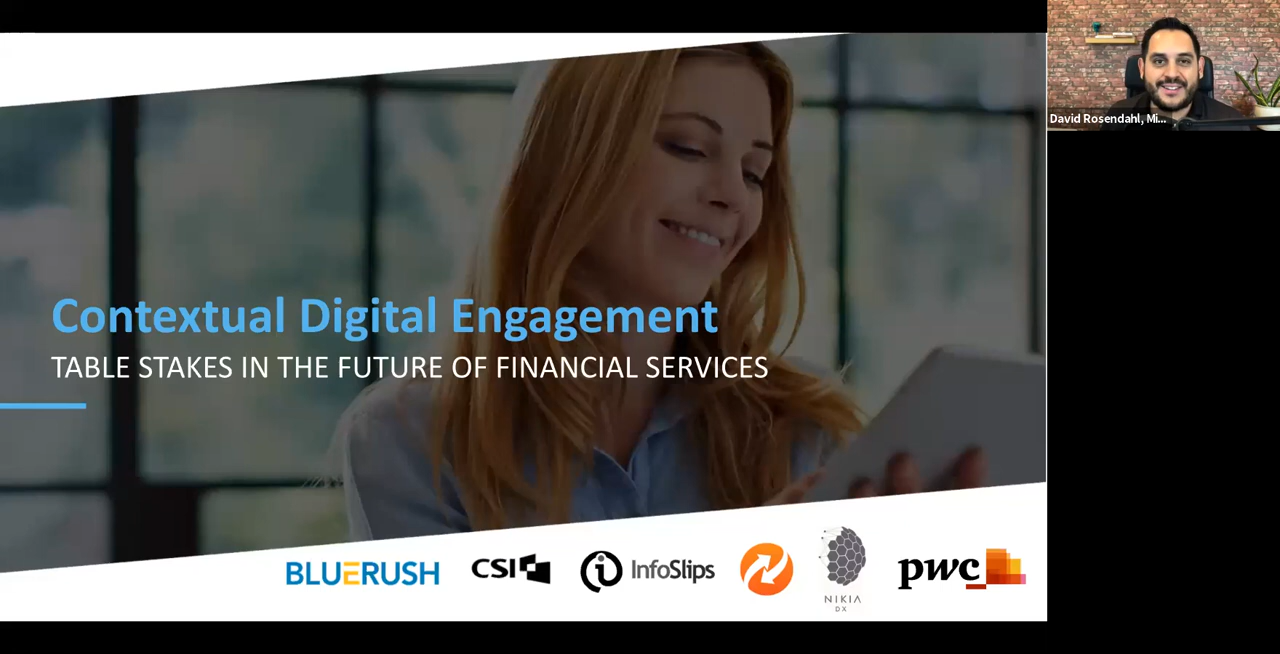 David Rosendahl, Mi...
Contextual Digital Engagement
TABLE STAKES IN THE FUTURE OF FINANCIAL SERVICES
BLUERUSH
CSI
i InfoSlips
NIKIA
DX
pwc